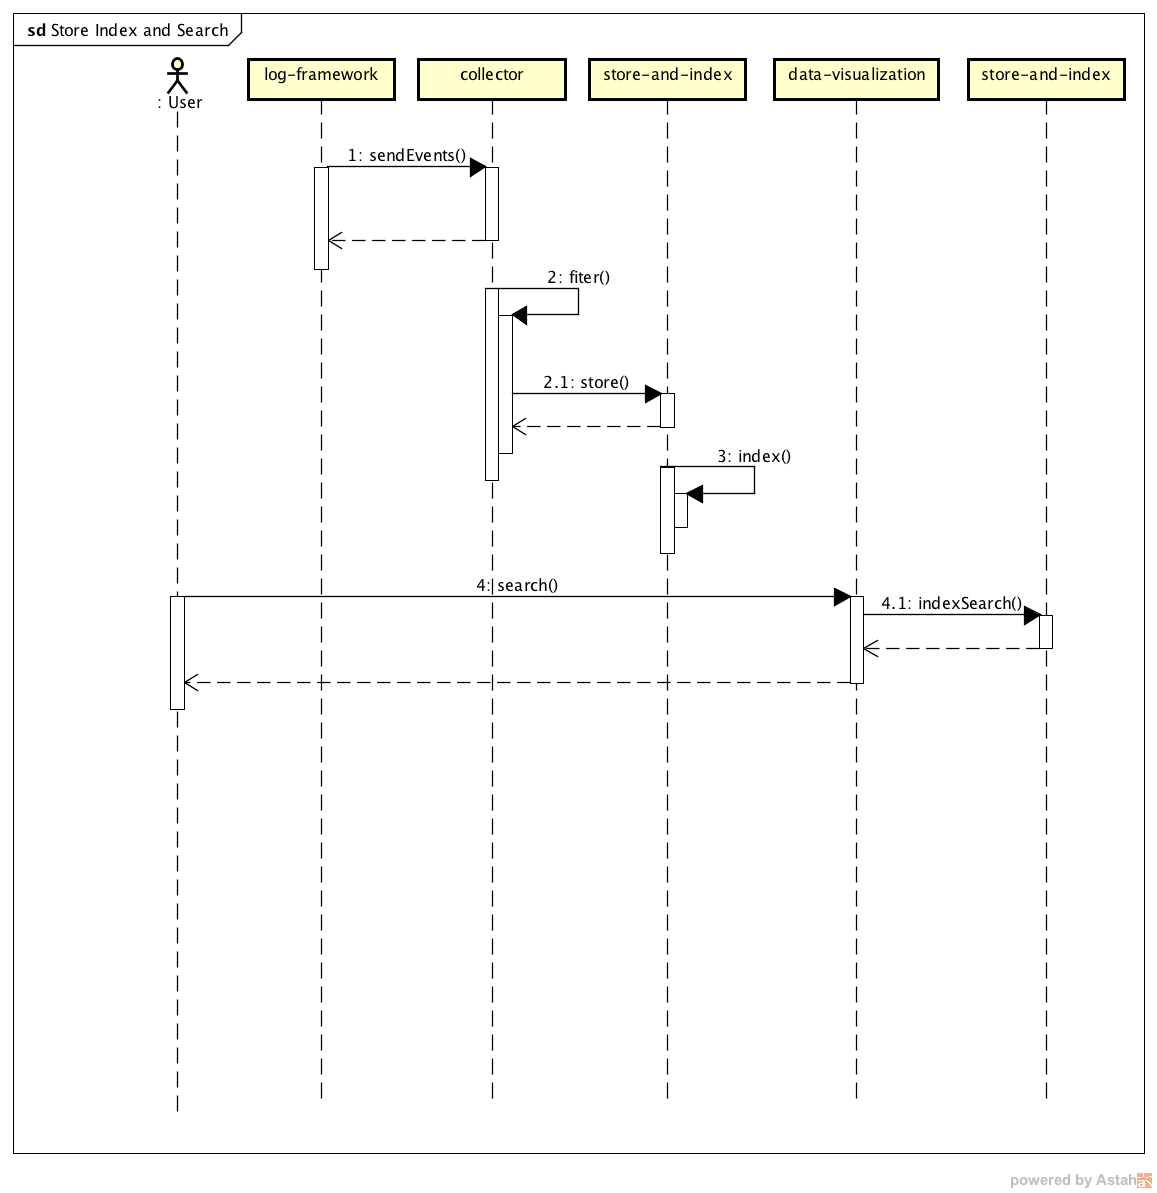 sd Store Index and Search
: User
log-framework
collector
store-and-index
data-visualization
store-and-index
1: sendEvents()
2: fiter()
2.1: store()
3: index()
4: search()
4.1: indexSearch()
powered by Astah